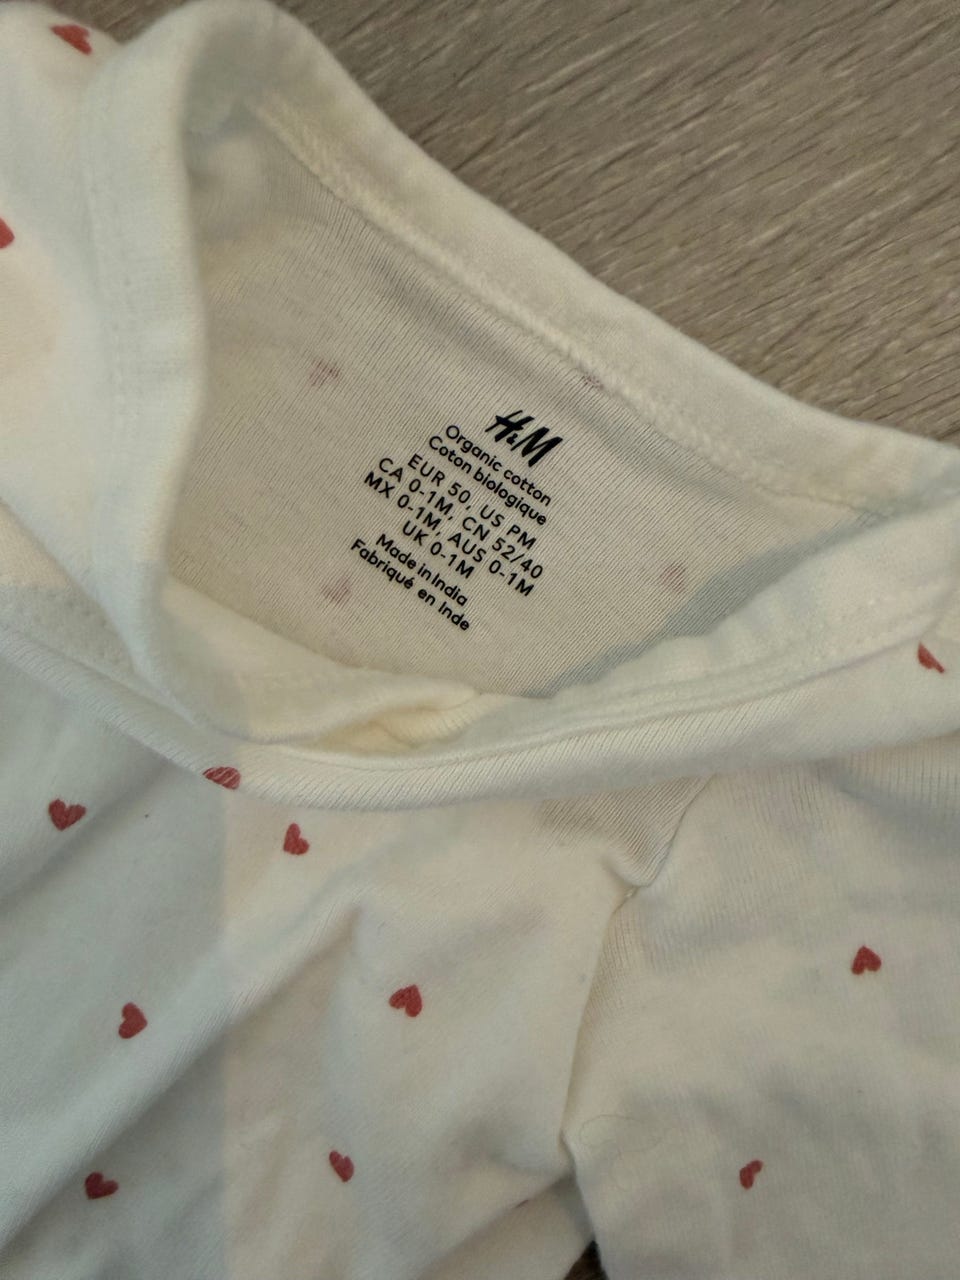 H&M
Organic cotton
Coton biologique
EUR 50, US PM
CA 0-1M, CN 52/40
MX 0-1M, AUS 0-1M
UK 0-1M
Made in India
Fabriqué en Inde